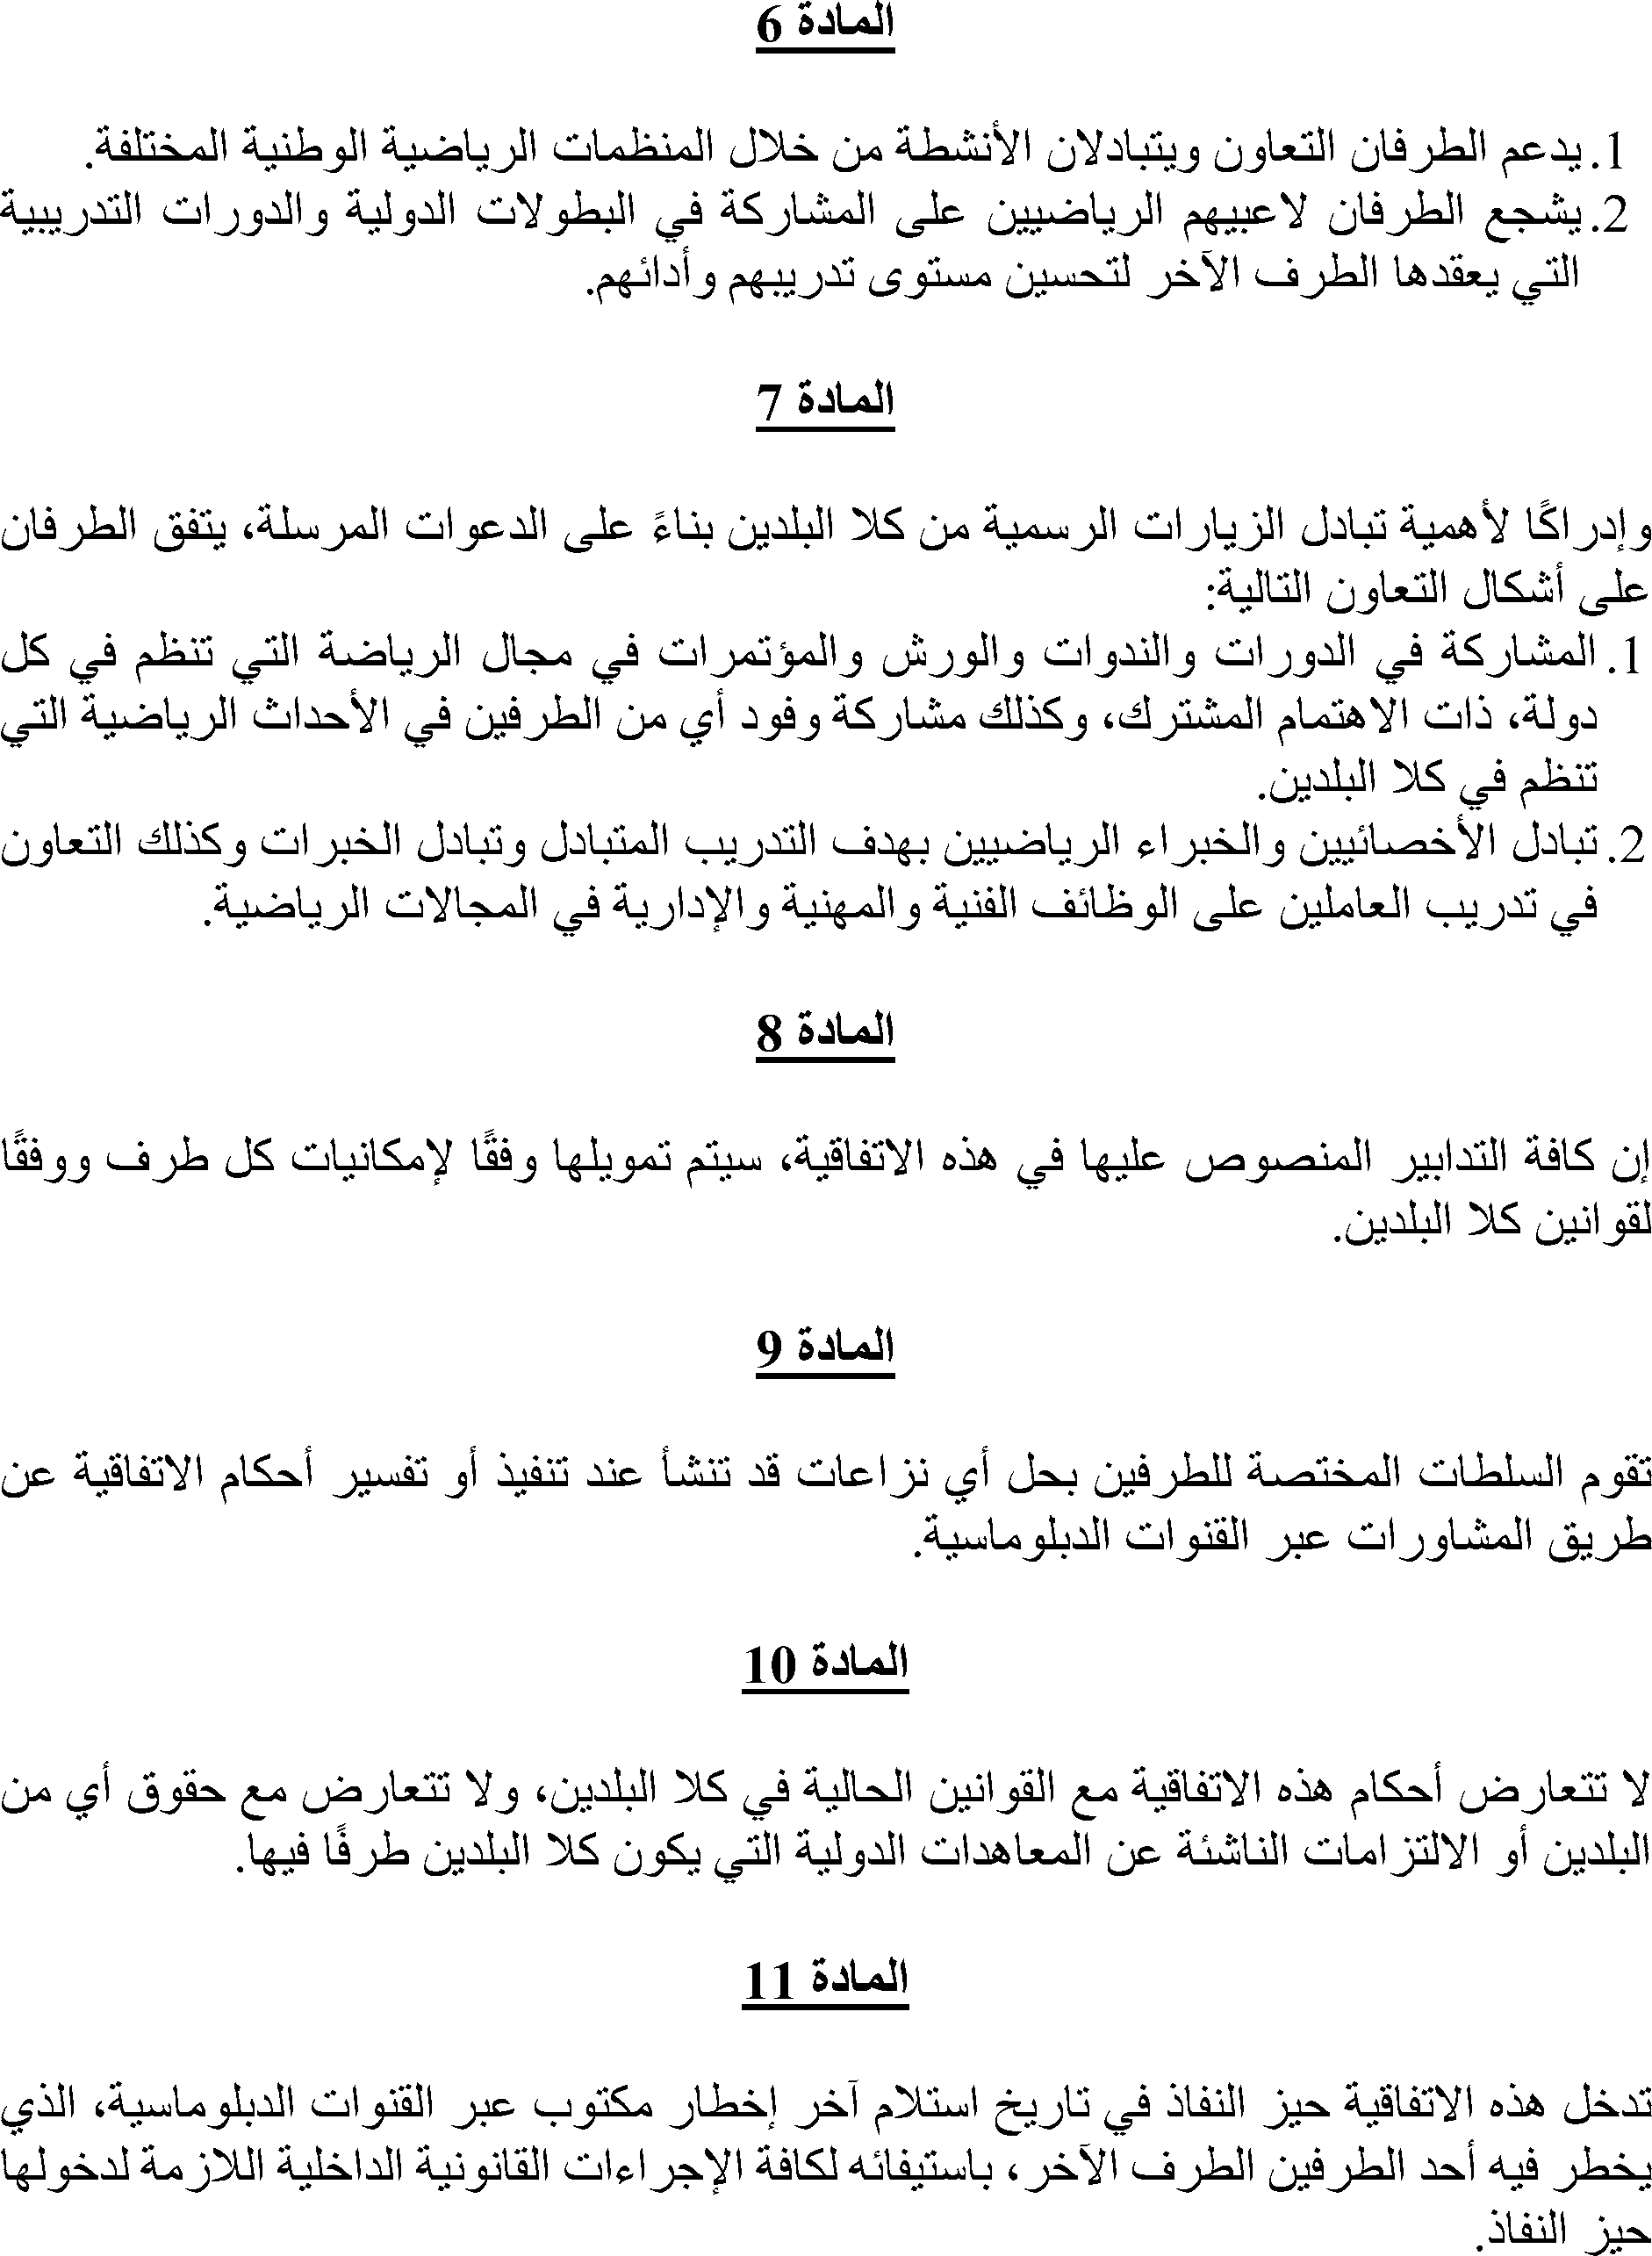 المادة 6
1. يدعم الطرفان التعاون ويتبادلان الأنشطة من خلال المنظمات الرياضية الوطنية المختلفة.
2. يشجع الطرفان لاعبيهم الرياضيين على المشاركة في البطولات الدولية والدورات التدريبية
التي يعقدها الطرف الآخر لتحسين مستوى تدريبهم وأدائهم.
المادة 7
وإدراكًا لأهمية تبادل الزيارات الرسمية من كلا البلدين بناءً على الدعوات المرسلة، يتفق الطرفان
على أشكال التعاون التالية:
1. المشاركة في الدورات والندوات والورش والمؤتمرات في مجال الرياضة التي تنظم في كل
دولة، ذات الاهتمام المشترك، وكذلك مشاركة وفود أي من الطرفين في الأحداث الرياضية التي
تنظم في كلا البلدين.
2. تبادل الأخصائيين والخبراء الرياضيين بهدف التدريب المتبادل وتبادل الخبرات وكذلك التعاون
في تدريب العاملين على الوظائف الفنية والمهنية والإدارية في المجالات الرياضية.
المادة 8
إن كافة التدابير المنصوص عليها في هذه الاتفاقية، سيتم تمويلها وفقًا لإمكانيات كل طرف ووفقًا
لقوانين كلا البلدين.
المادة 9
تقوم السلطات المختصة للطرفين بحل أي نزاعات قد تنشأ عند تنفيذ أو تفسير أحكام الاتفاقية عن
طريق المشاورات عبر القنوات الدبلوماسية.
المادة 10
لا تتعارض أحكام هذه الاتفاقية مع القوانين الحالية في كلا البلدين، ولا تتعارض مع حقوق أي من
البلدين أو الالتزامات الناشئة عن المعاهدات الدولية التي يكون كلا البلدين طرفًا فيها.
المادة 11
تدخل هذه الاتفاقية حيز النفاذ في تاريخ استلام آخر إخطار مكتوب عبر القنوات الدبلوماسية، الذي
يخطر فيه أحد الطرفين الطرف الآخر، باستيفائه لكافة الإجراءات القانونية الداخلية اللازمة لدخولها
حيز النفاذ.